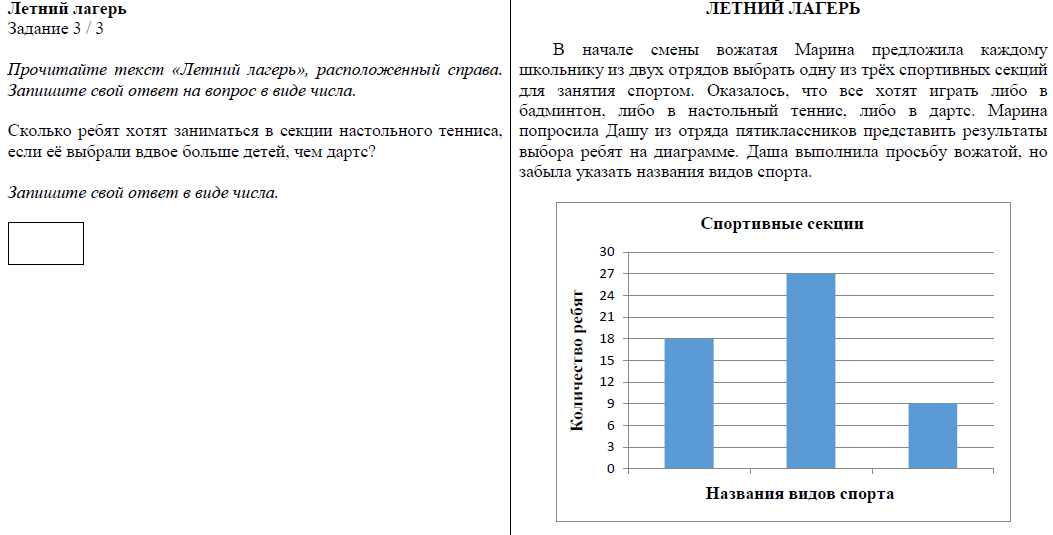 Летний лагерь
Задание 3 / 3
Прочитайте текст «Летний лагерь», расположенный справа.
Запишите свой ответ на вопрос в виде числа.
Сколько ребят хотят заниматься в секции настольного тенниса,
если её выбрали вдвое больше детей, чем дартс?
Запишите свой ответ в виде числа.
ЛЕТНИЙ ЛАГЕРЬ
В начале смены вожатая Марина предложила каждому
школьнику из двух отрядов выбрать одну из трёх спортивных секций
для занятия спортом. Оказалось, что все хотят играть либо в
бадминтон, либо в настольный теннис, либо в дартс. Марина
попросила Дашу из отряда пятиклассников представить результаты
выбора ребят на диаграмме. Даша выполнила просьбу вожатой, но
забыла указать названия видов спорта.
Спортивные секции
Количество ребят
30
27
24
21
18
15
12
9
6
3
0
Названия видов спорта